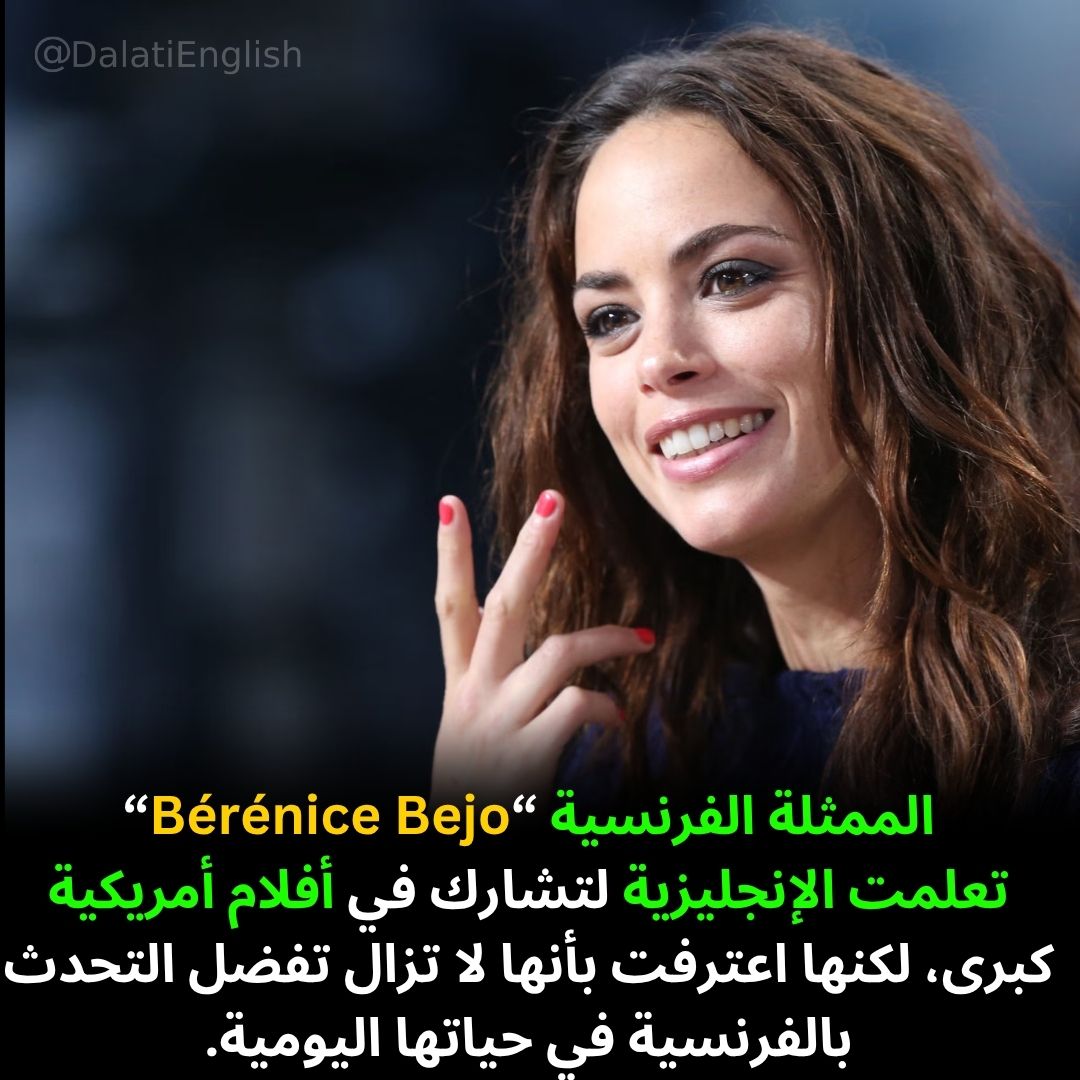 @DalatiEnglish
الممثلة الفرنسية “Bérénice Bejo“
تعلمت الإنجليزية لتشارك في أفلام أمريكية
كبرى، لكنها اعترفت بأنها لا تزال تفضل التحدث
بالفرنسية في حياتها اليومية.